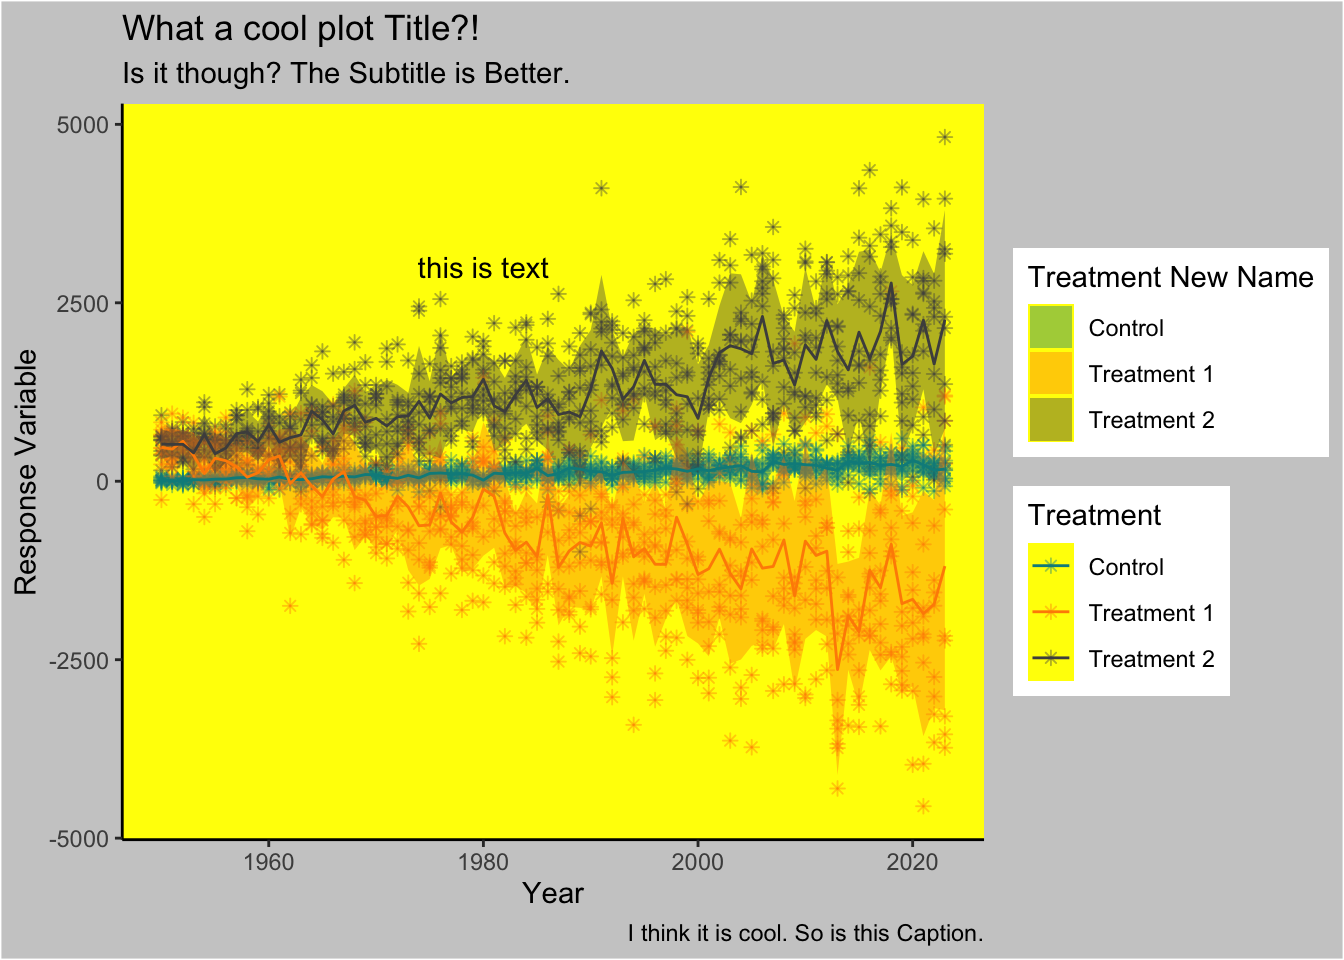 What a cool plot Title?!
Is it though? The Subtitle is Better.
5000
2500
0
-2500
-5000
Response Variable
this is text
1960 1980 2000 2020
Year
I think it is cool. So is this Caption.
Treatment New Name
Control
Treatment 1
Treatment 2
Treatment
Control
Treatment 1
Treatment 2